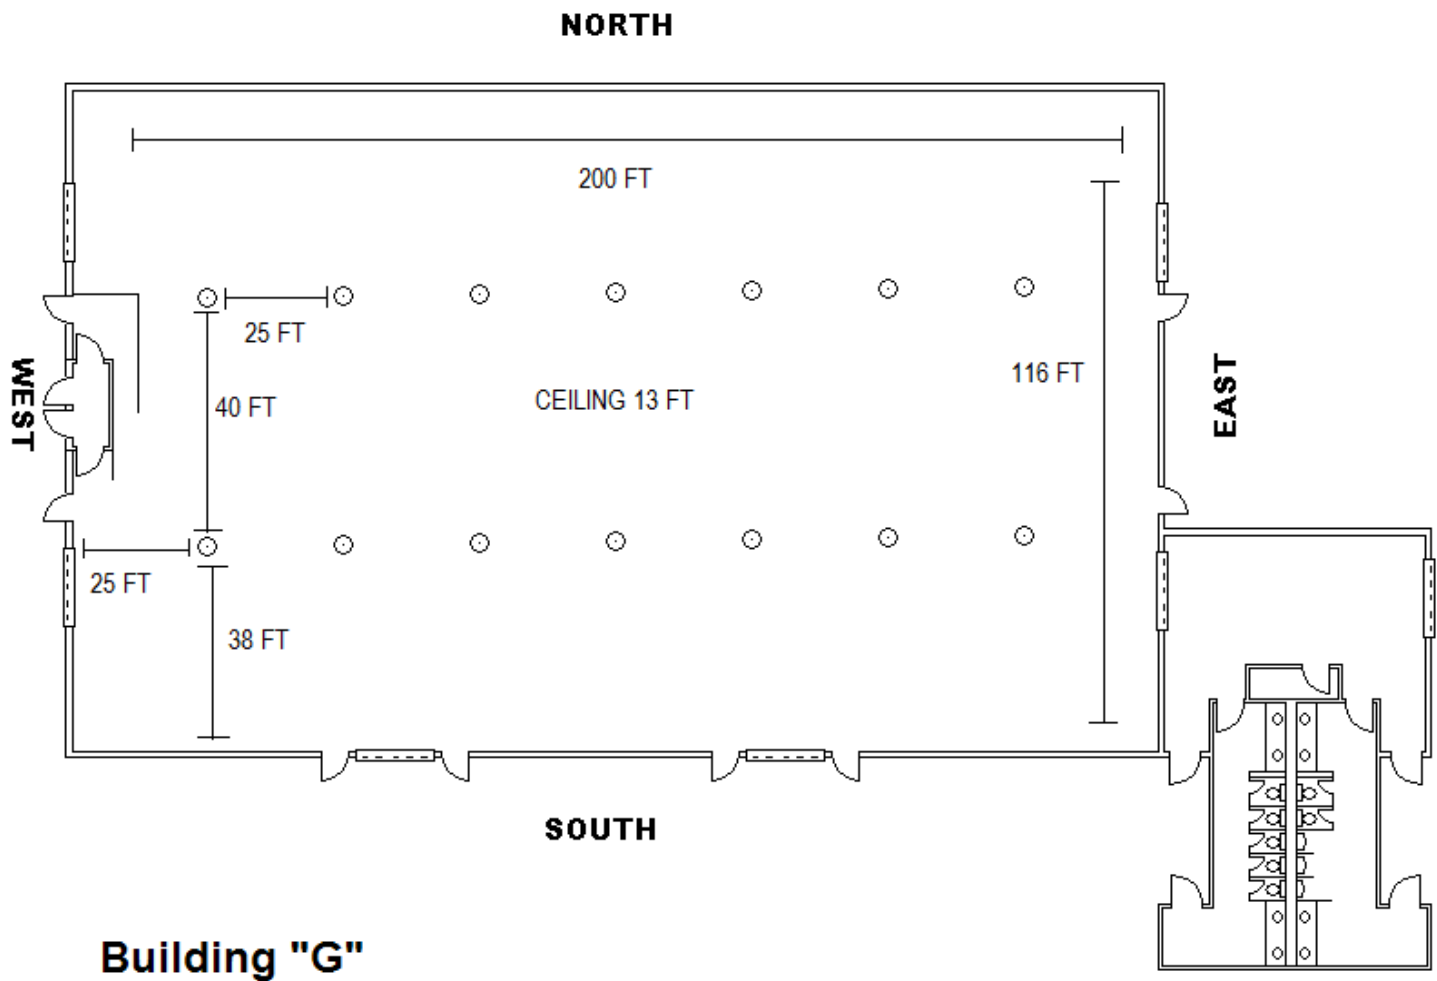 NORTH
200 FT
25 FT
116 FT
WEST
40 FT
CEILING 13 FT
EAST
25 FT
38 FT
SOUTH
Building "G"